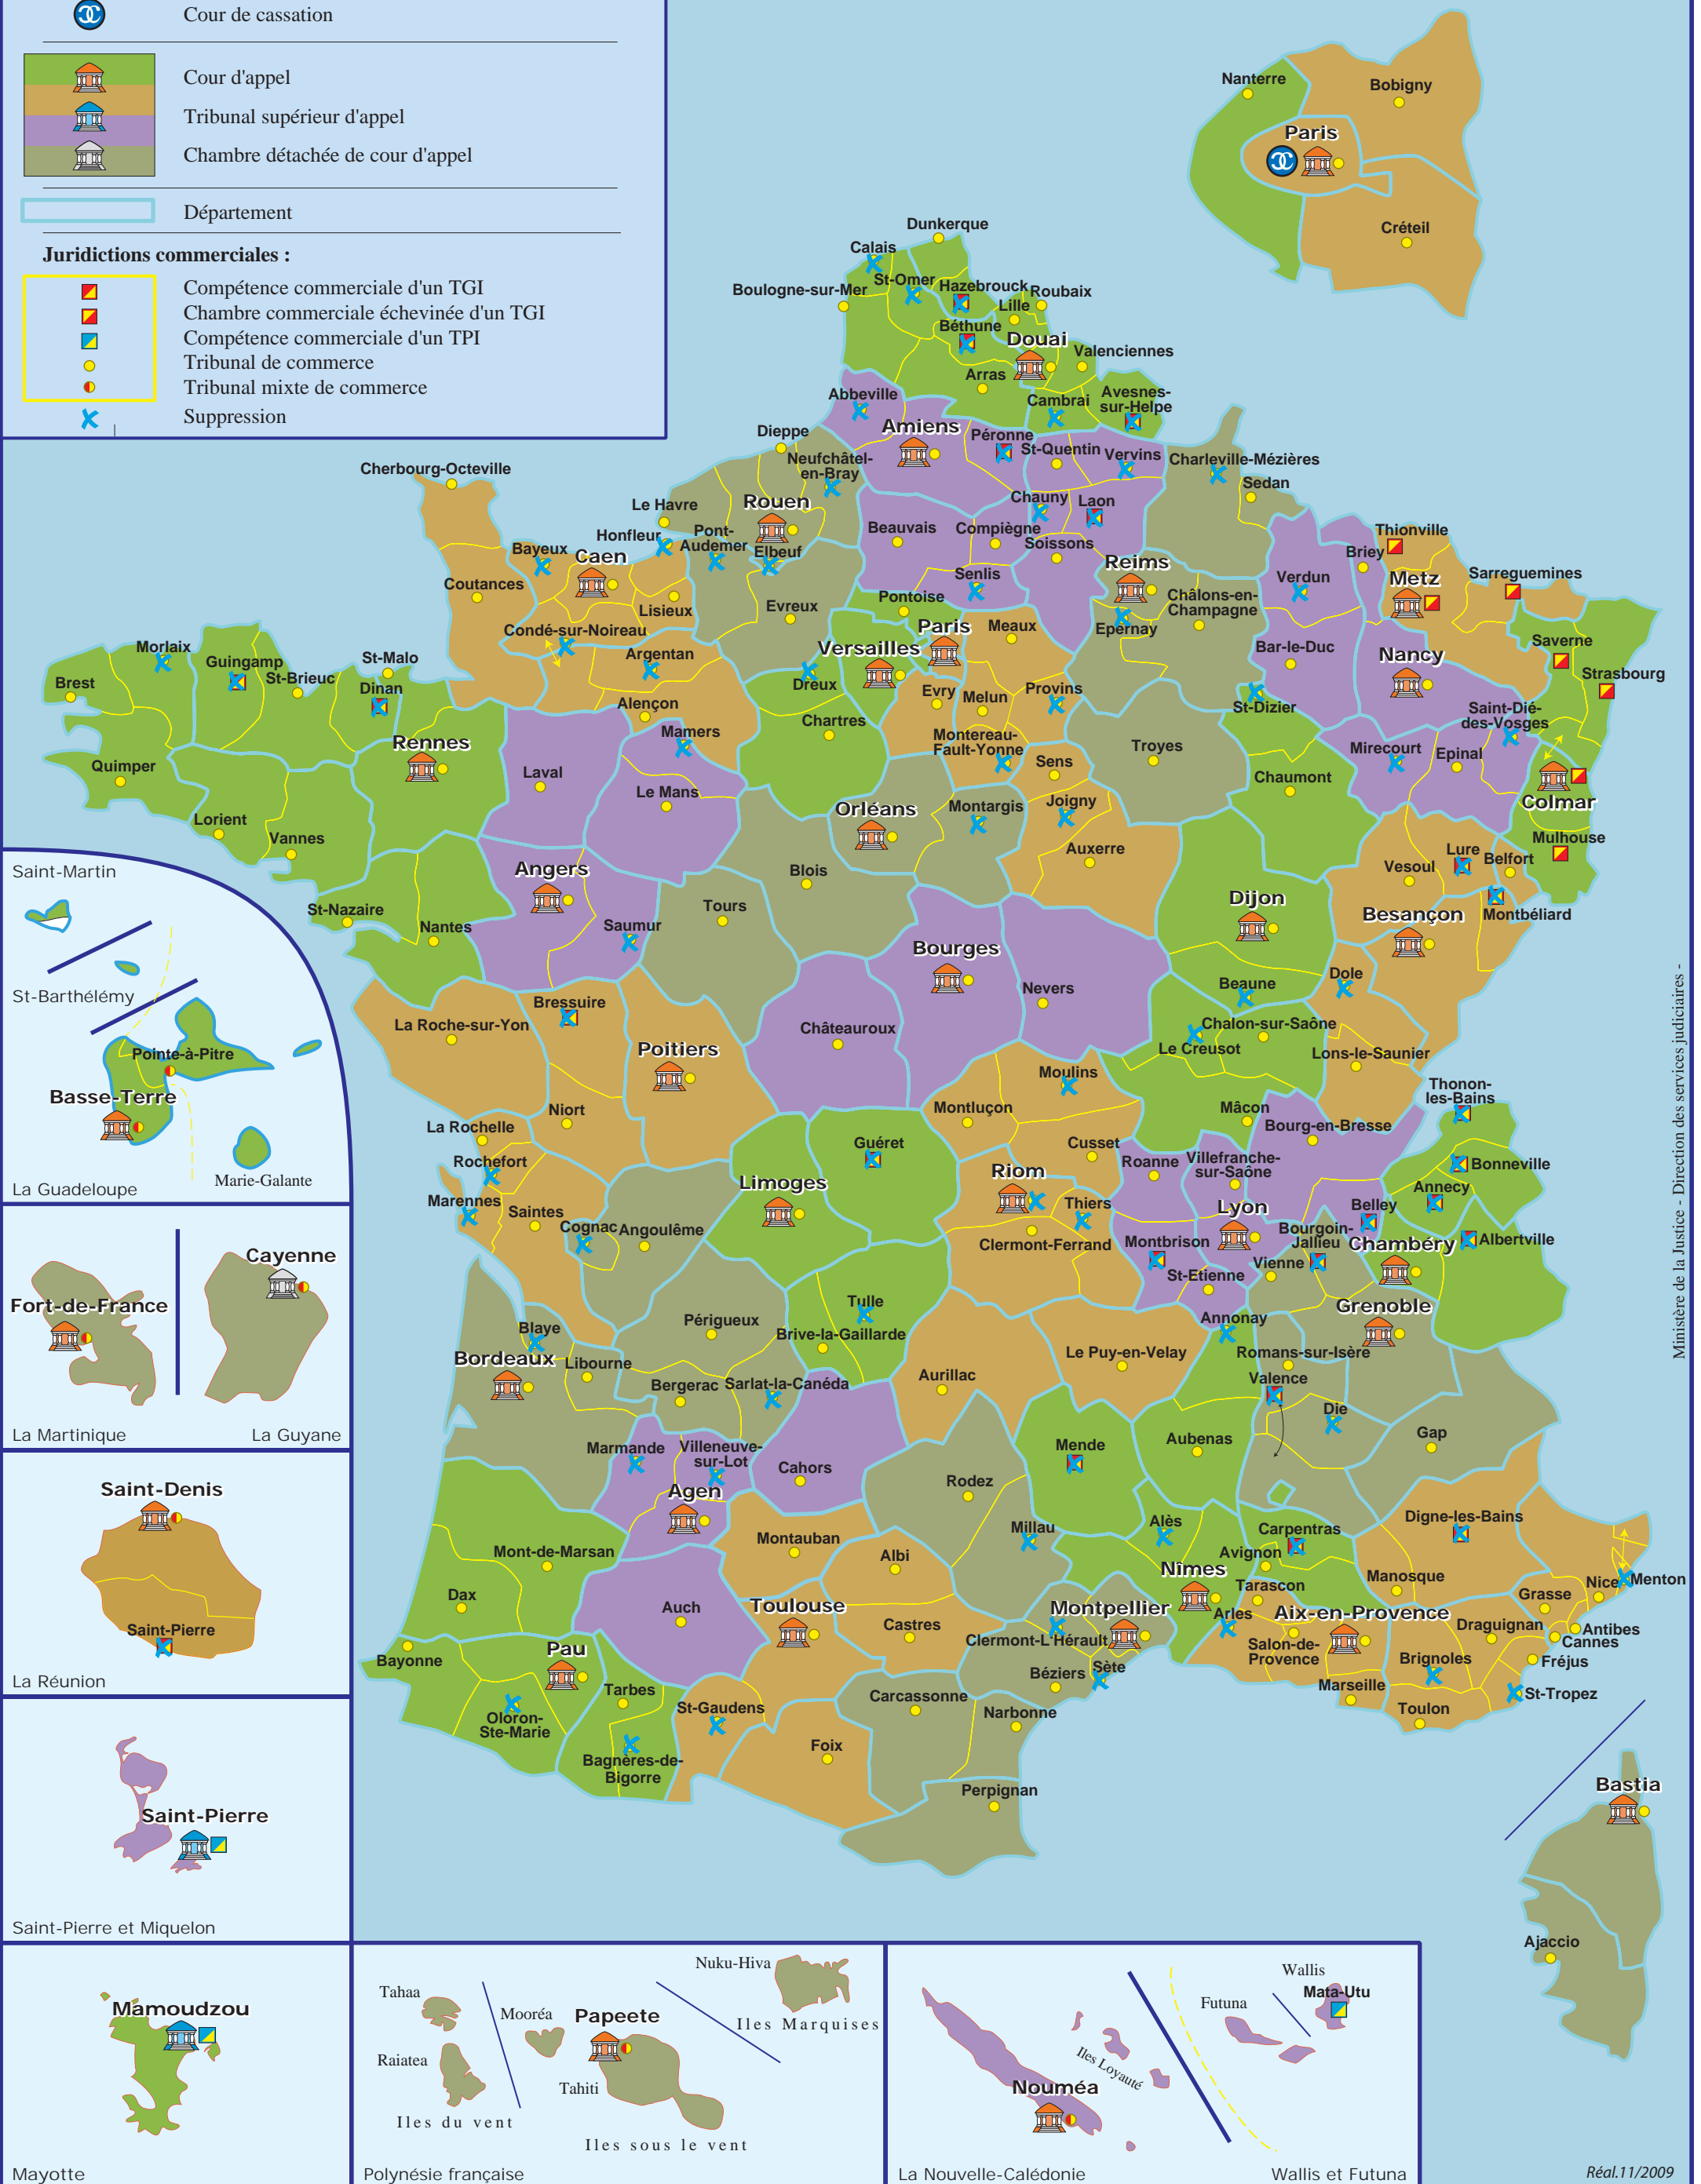 Cour de cassation
Cour d'appel
Tribunal supérieur d'appel
Chambre détachée de cour d'appel
Département
Juridictions commerciales :
Compétence commerciale d'un TGI
Chambre commerciale échevinée d'un TGI
Compétence commerciale d'un TPI
Tribunal de commerce
Tribunal mixte de commerce
Suppression
Nanterre
Bobigny
Paris
Créteil
Dunkerque
Calais
St-Omer
Hazebrouck
Boulogne-sur-Mer
Roubaix
Lille
Béthune
Douai
Valenciennes
Arras
Abbeville
Cambrai
Avesnes-
sur-Helpe
Amiens
Dieppe
Péronne
St-Quentin
Vervins
Neufchâtel-
en-Bray
Charleville-Mézières
Cherbourg-Octeville
Sedan
Le Havre
Rouen
Chauny
Laon
Honfleur
Pont-
Audemer
Beauvais
Compiègne
Thionville
Bayeux
Caen
Elbeuf
Soissons
Briey
Reims
Metz
Sarreguemines
Coutances
Senlis
Verdun
Lisieux
Evreux
Pontoise
Châlons-en-
Champagne
Condé-sur-Noireau
Paris
Meaux
Epernay
Morlaix
Guingamp
St-Malo
Argentan
Versailles
Bar-le-Duc
Nancy
Saverne
Strasbourg
Brest
St-Brieuc
Dinan
Dreux
Evry
Melun
Provins
St-Dizier
Saint-Dié-
des-Vosges
Alençon
Chartres
Rennes
Mamers
Montereau-
Fault-Yonne
Troyes
Mirecourt
Epinal
Quimper
Laval
Sens
Chaumont
Le Mans
Colmar
Lorient
Orléans
Montargis
Joigny
Vannes
Mulhouse
Auxerre
Lure
Belfort
Vesoul
Angers
Blois
St-Nazaire
Tours
Dijon
Besançon
Montbéliard
Nantes
Saumur
Bourges
Nevers
Beaune
Dole
Bressuire
La Roche-sur-Yon
Châteauroux
Chalon-sur-Saône
Le Creusot
Lons-le-Saunier
Poitiers
Moulins
Thonon-
les-Bains
Niort
Montluçon
Mâcon
Bourg-en-Bresse
La Rochelle
Guéret
Cusset
Rochefort
Limoges
Riom
Roanne
Villefranche-
sur-Saône
Bonneville
Annecy
Marennes
Saintes
Thiers
Lyon
Belley
Cognac
Angoulême
Clermont-Ferrand
Montbrison
Bourgoin-
Jallieu
Chambéry
Albertville
Vienne
St-Etienne
Tulle
Grenoble
Blaye
Périgueux
Brive-la-Gaillarde
Annonay
Bordeaux
Libourne
Le Puy-en-Velay
Romans-sur-Isère
Bergerac
Sarlat-la-Canéda
Aurillac
Valence
Die
Marmande
Villeneuve-
sur-Lot
Mende
Aubenas
Gap
Cahors
Rodez
Agen
Millau
Alès
Carpentras
Digne-les-Bains
Mont-de-Marsan
Montauban
Albi
Avignon
Nîmes
Manosque
Nice
Menton
Dax
Auch
Toulouse
Castres
Montpellier
Tarascon
Grasse
Arles
Aix-en-Provence
Draguignan
Antibes
Cannes
Pau
Clermont-L'Hérault
Salon-de-
Provence
Bayonne
Béziers
Sète
Brignoles
Fréjus
Tarbes
Carcassonne
Marseille
St-Tropez
Oloron-
Ste-Marie
St-Gaudens
Narbonne
Toulon
Bagnères-de-
Bigorre
Foix
Perpignan
Bastia
Ajaccio
Saint-Martin
St-Barthélémy
Pointe-à-Pitre
Basse-Terre
Marie-Galante
La Guadeloupe
Cayenne
Fort-de-France
La Martinique
La Guyane
Saint-Denis
Saint-Pierre
La Réunion
Saint-Pierre
Saint-Pierre et Miquelon
Mamoudzou
Mayotte
Nuku-Hiva
Tahaa
Mooréa
Papeete
Iles Marquises
Raiatea
Tahiti
Iles du vent
Iles sous le vent
Polynésie française
Wallis
Futuna
Mata-Utu
Iles Loyauté
Nouméa
La Nouvelle-Calédonie
Wallis et Futuna
Ministère de la Justice - Direction des services judiciaires -
Réal.11/2009